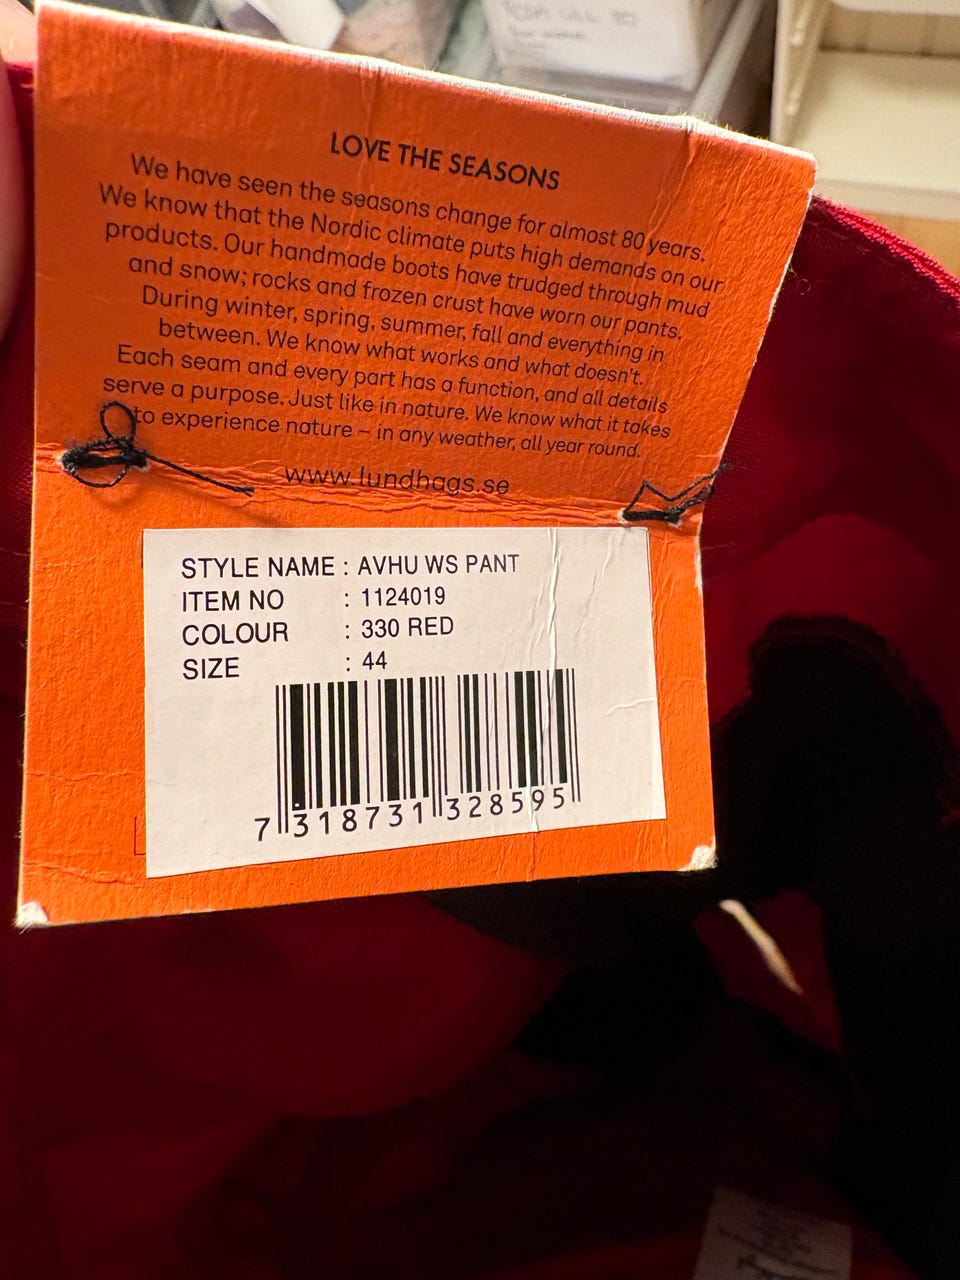 LOVE THE SEASONS
We have seen the seasons change for almost 80 years.
We know that the Nordic climate puts high demands on our
products. Our handmade boots have trudged through mud
and snow; rocks and frozen crust have worn our pants.
During winter, spring, summer, fall and everything in
between. We know what works and what doesn't.
Each seam and every part has a function, and all details
serve a purpose. Just like in nature. We know what it takes
to experience nature – in any weather, all year round.
www.lundhags.se
STYLE NAME : AVHU WS PANT
ITEM NO : 1124019
COLOUR : 330 RED
SIZE : 44
7 318731 328595